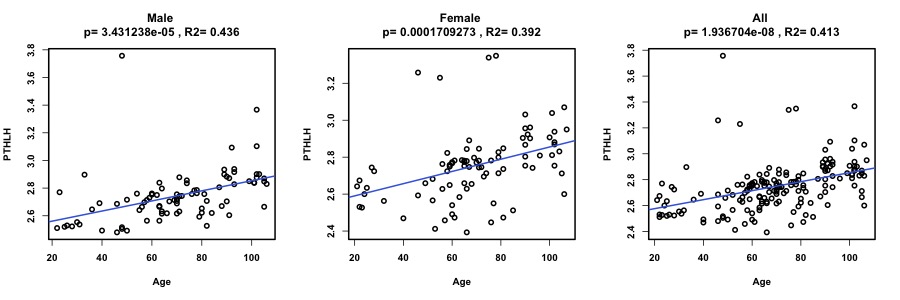 Male
p= 3.431238e-05 , R2= 0.436
PTHLH
3.8
3.6
3.4
3.2
3.0
2.8
2.6
20 40 60 80 100
Age
Female
p= 0.0001709273 , R2= 0.392
PTHLH
3.2
3.0
2.8
2.6
2.4
20 40 60 80 100
Age
All
p= 1.936704e-08 , R2= 0.413
PTHLH
3.8
3.6
3.4
3.2
3.0
2.8
2.6
2.4
20 40 60 80 100
Age